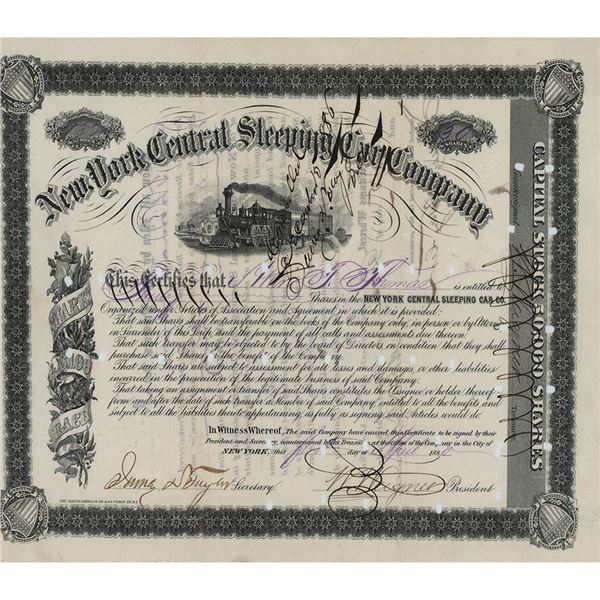 30
SHARES
New York Central Sleeping Car Company
CAPITAL STOCK 50,000 SHARES
This Certifies that Thomas is entitled to
Shares in the NEW YORK CENTRAL SLEEPING CAR CO.
Organized under Articles of Association and Agreement in which it is provided:
That said Shares shall be transferable on the books of the Company only, in person or by Attorney
on Surrender of the Scrip and the payment of all calls and assessments due thereon:
That such transfer may be objected to by the board of Directors, on condition that they shall
purchase said Shares for the benefit of the Company.
That said Shares are subject to assessment for all losses and damages, or other liabilities
incurred in the prosecution of the legitimate business of said Company:
That taking an assignment or transfer of said Shares constitutes the Assignee or holder thereof
from and after the date of such transfer a Member of said Company, entitled to all the benefits, and
subject to all the liabilities thereto appertaining, as fully as signing said Articles would do.
SHARES
$100
EACH
In Witness Whereof, The said Company have caused this Certificate to be signed by their
President and Secretary, countersigned by the Transfer at the Office of the Com, in the City of
NEW YORK, this day of April 188
Secretary.
President